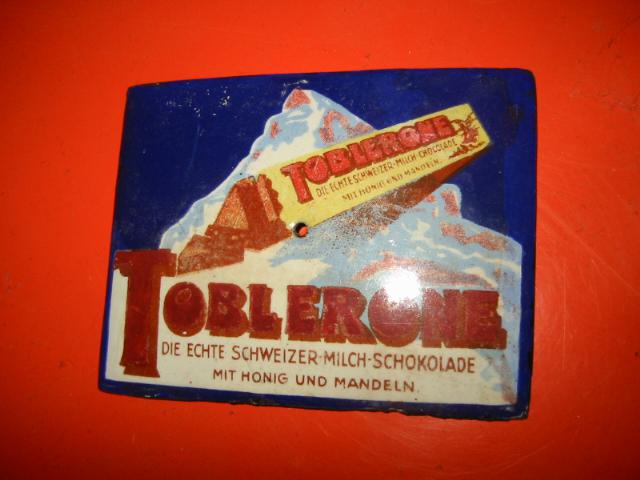 TOBLERONE
DIE ECHTE SCHWEIZER-MILCH-CHOCOLADE
MIT HONIG UND MANDELN.
TOBLERONE
DIE ECHTE SCHWEIZER-MILCH-SCHOKOLADE
MIT HONIG UND MANDELN.